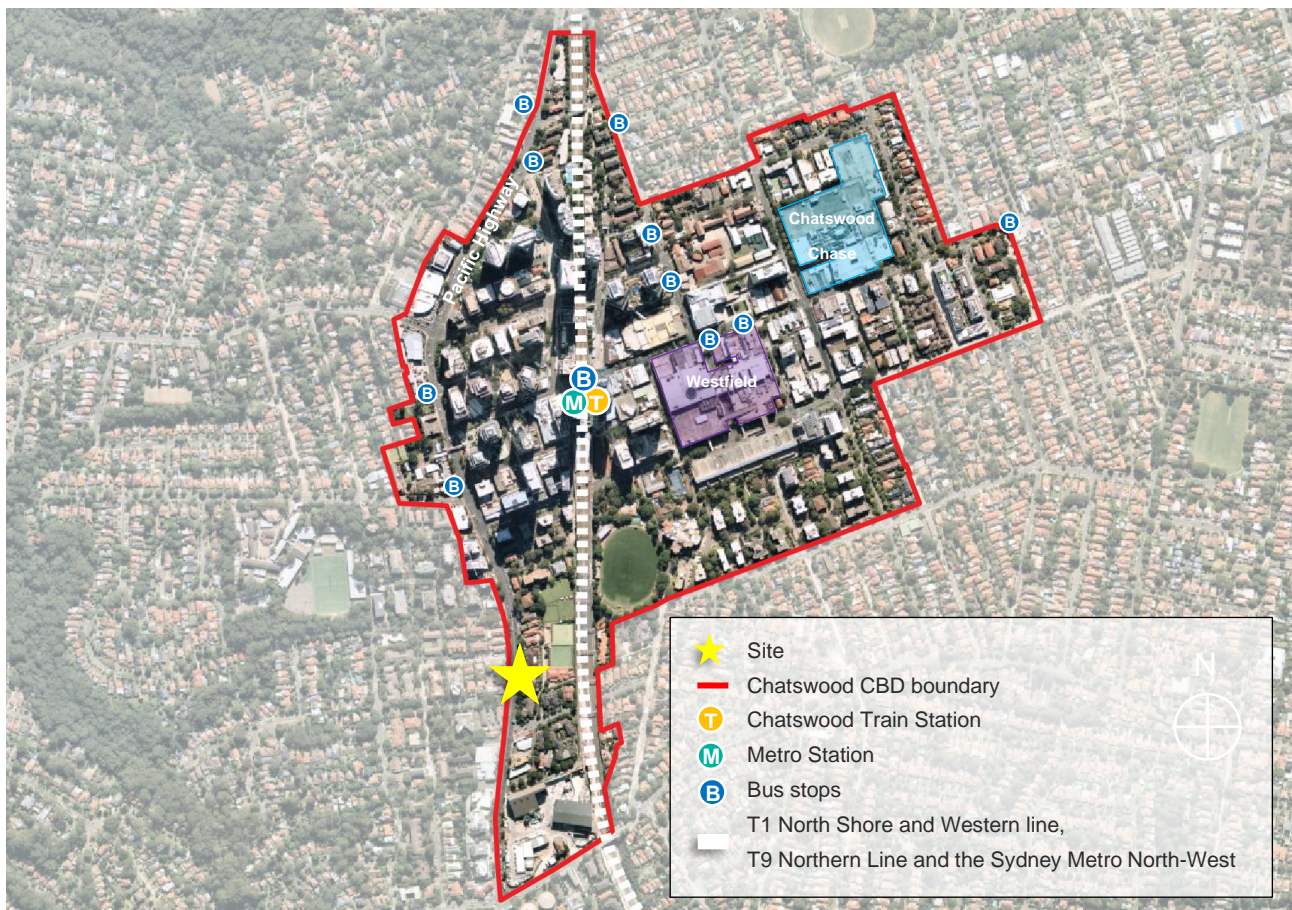 B
B
B
Pacific Highway
B
B
B
Chatswood
Chase
B
B
B
Westfield
B
M
T
B
B
Site
N
Chatswood CBD boundary
T
Chatswood Train Station
M
Metro Station
B
Bus stops
T1 North Shore and Western line,
T9 Northern Line and the Sydney Metro North-West